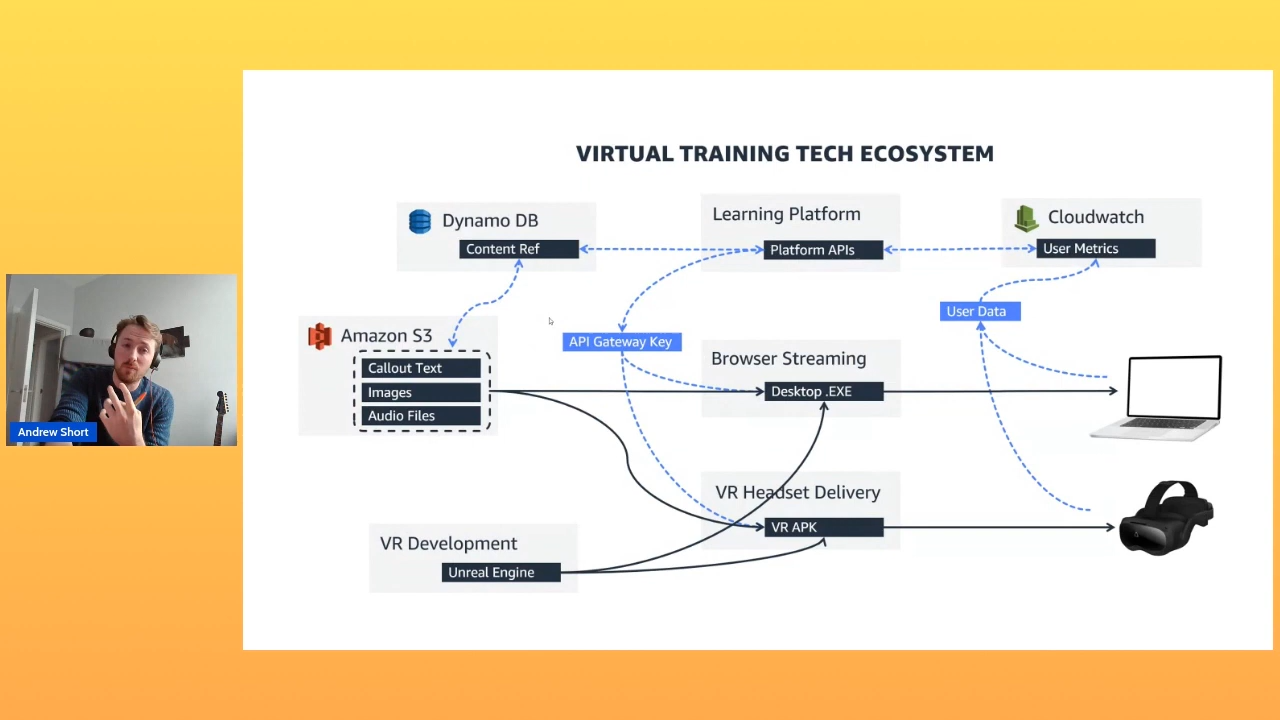 VIRTUAL TRAINING TECH ECOSYSTEM
Dynamo DB
Content Ref
Learning Platform
Platform APIs
Cloudwatch
User Metrics
User Data
Amazon S3
Callout Text
Images
Audio Files
API Gateway Key
Browser Streaming
Desktop .EXE
VR Headset Delivery
VR APK
VR Development
Unreal Engine
Andrew Short